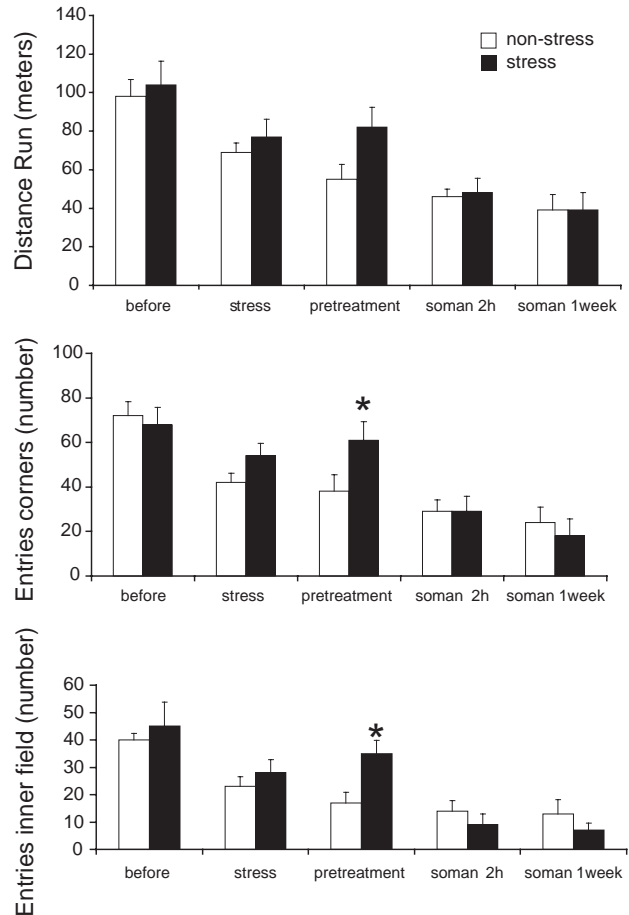 Distance Run (meters)
140
120
100
80
60
40
20
0
non-stress
stress
before stress pretreatment soman 2h soman 1week
Entries corners (number)
100
80
60
40
20
0
*
before stress pretreatment soman 2h soman 1week
Entries inner field (number)
60
50
40
30
20
10
0
*
before stress pretreatment soman 2h soman 1week